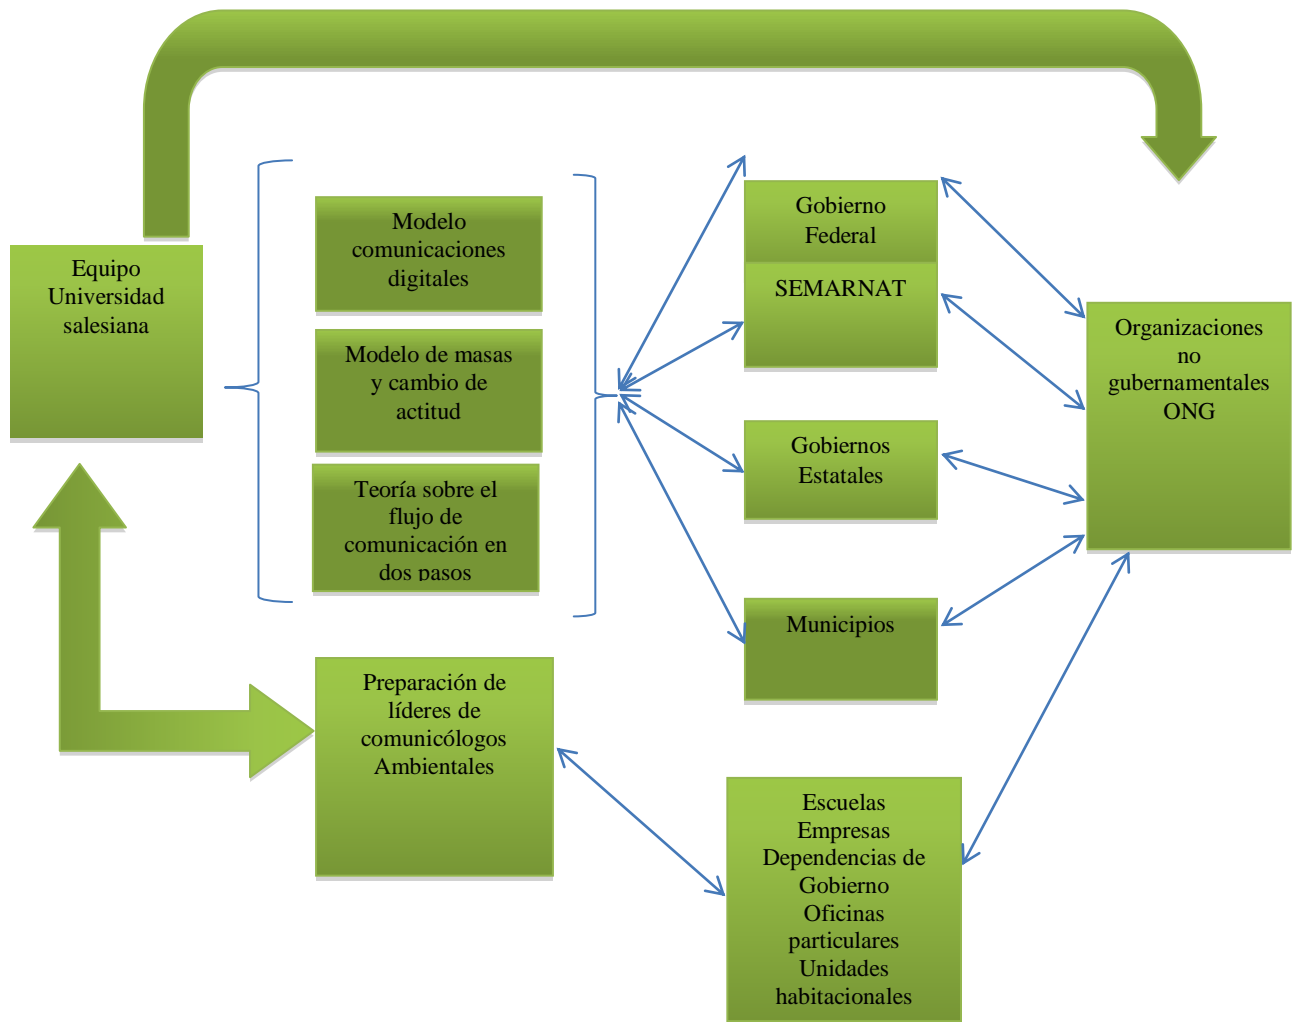 Equipo
Universidad
salesiana
Modelo
comunicaciones
digitales
Modelo de masas
y cambio de
actitud
Teoría sobre el
flujo de
comunicación en
dos pasos
Gobierno
Federal
SEMARNAT
Gobiernos
Estatales
Municipios
Organizaciones
no
gubernamentales
ONG
Preparación de
líderes de
comunicólogos
Ambientales
Escuelas
Empresas
Dependencias de
Gobierno
Oficinas
particulares
Unidades
habitacionales